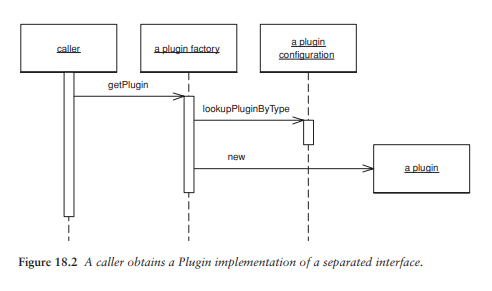 caller
a plugin factory
a plugin
configuration
getPlugin
lookupPluginByType
new
a plugin
Figure 18.2 A caller obtains a Plugin implementation of a separated interface.